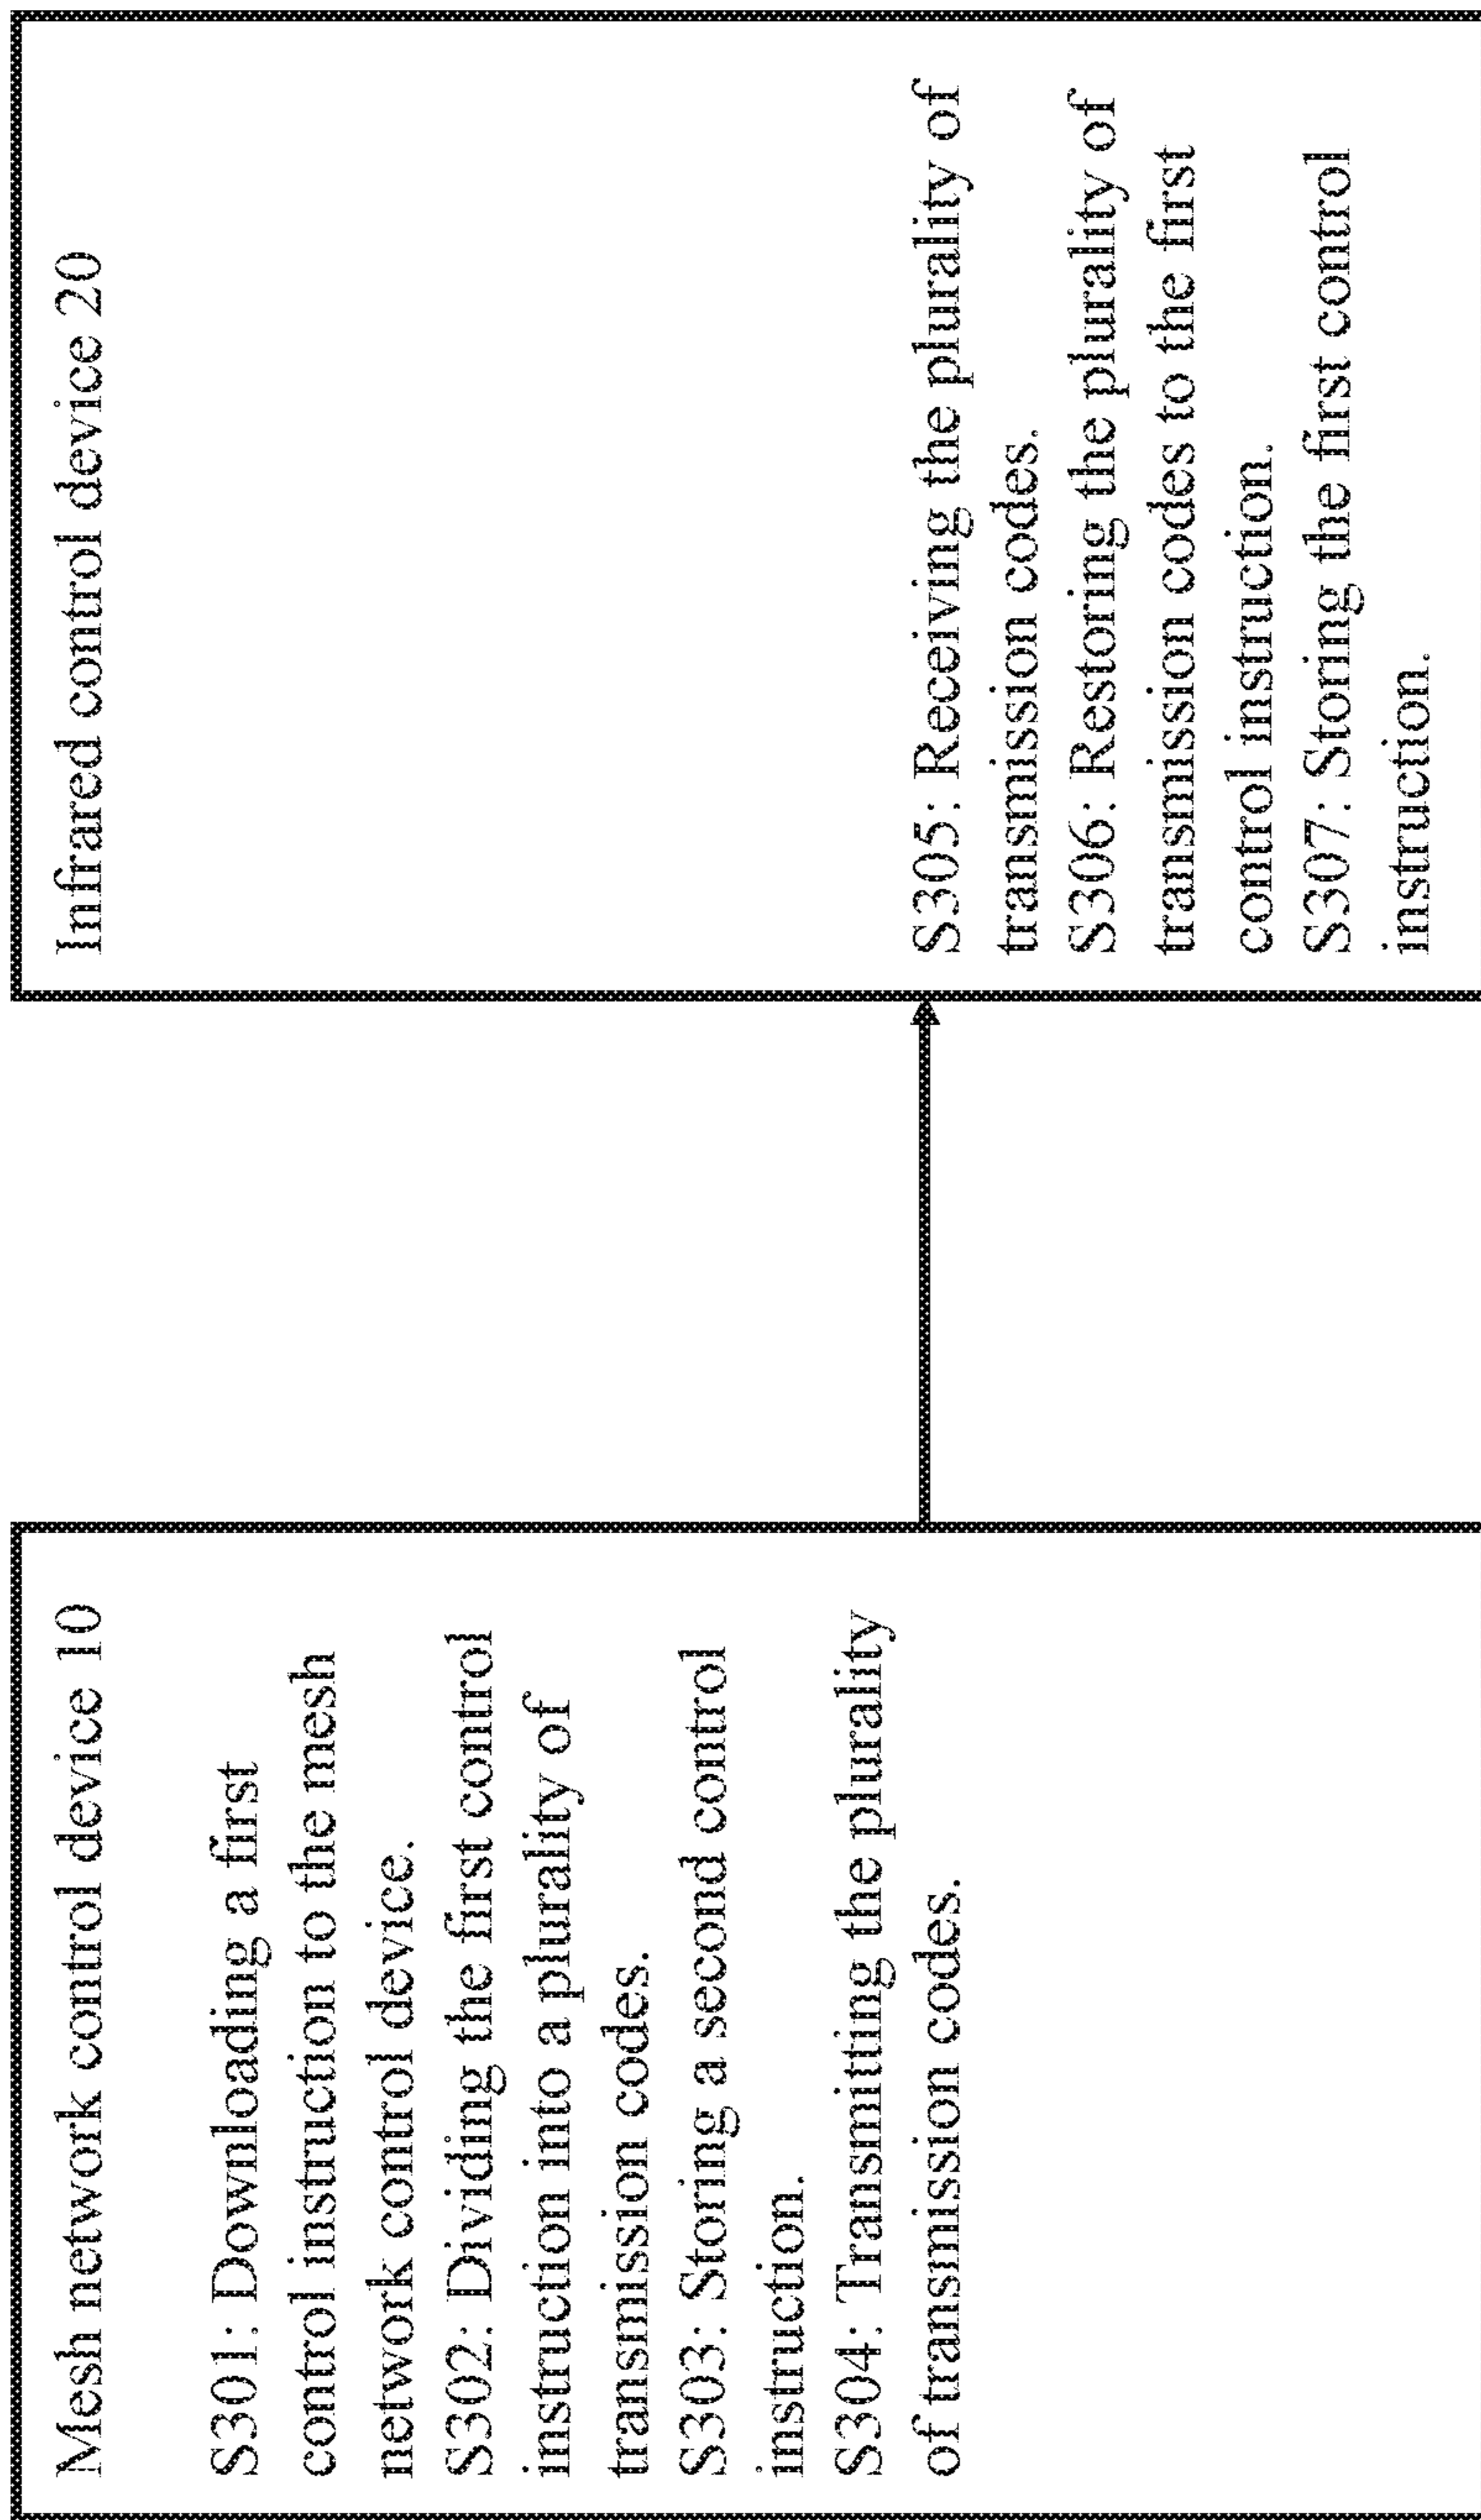 Mesh network control device 10
S301: Downloading a first
control instruction to the mesh
network control device.
S302: Dividing the first control
instruction into a plurality of
transmission codes.
S303: Storing a second control
instruction.
S304: Transmitting the plurality
of transmission codes.
Infrared control device 20
S305: Receiving the plurality of
transmission codes.
S306: Restoring the plurality of
transmission codes to the first
control instruction.
S307: Storing the first control
instruction.